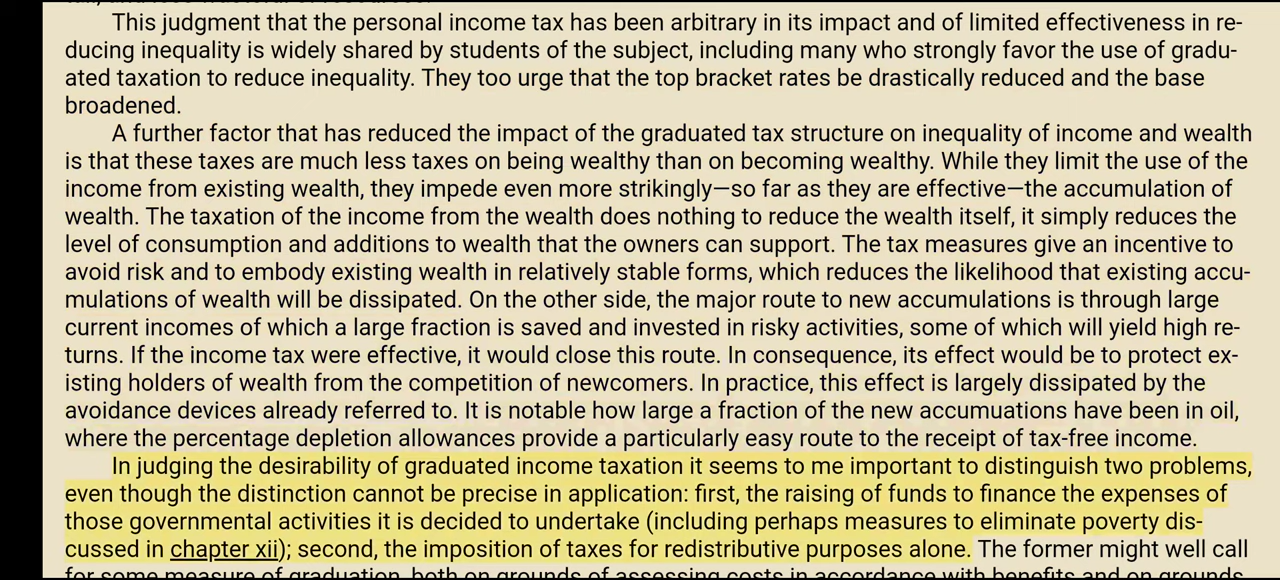 This judgment that the personal income tax has been arbitrary in its impact and of limited effectiveness in re-
ducing inequality is widely shared by students of the subject, including many who strongly favor the use of gradu-
ated taxation to reduce inequality. They too urge that the top bracket rates be drastically reduced and the base
broadened.
A further factor that has reduced the impact of the graduated tax structure on inequality of income and wealth
is that these taxes are much less taxes on being wealthy than on becoming wealthy. While they limit the use of the
income from existing wealth, they impede even more strikingly—so far as they are effective—the accumulation of
wealth. The taxation of the income from the wealth does nothing to reduce the wealth itself, it simply reduces the
level of consumption and additions to wealth that the owners can support. The tax measures give an incentive to
avoid risk and to embody existing wealth in relatively stable forms, which reduces the likelihood that existing accu-
mulations of wealth will be dissipated. On the other side, the major route to new accumulations is through large
current incomes of which a large fraction is saved and invested in risky activities, some of which will yield high re-
turns. If the income tax were effective, it would close this route. In consequence, its effect would be to protect ex-
isting holders of wealth from the competition of newcomers. In practice, this effect is largely dissipated by the
avoidance devices already referred to. It is notable how large a fraction of the new accumuations have been in oil,
where the percentage depletion allowances provide a particularly easy route to the receipt of tax-free income.
In judging the desirability of graduated income taxation it seems to me important to distinguish two problems,
even though the distinction cannot be precise in application: first, the raising of funds to finance the expenses of
those governmental activities it is decided to undertake (including perhaps measures to eliminate poverty dis-
cussed in chapter xii); second, the imposition of taxes for redistributive purposes alone. The former might well call
for some measure of graduation, both on grounds of assessing costs in accordance with benefits and on grounds